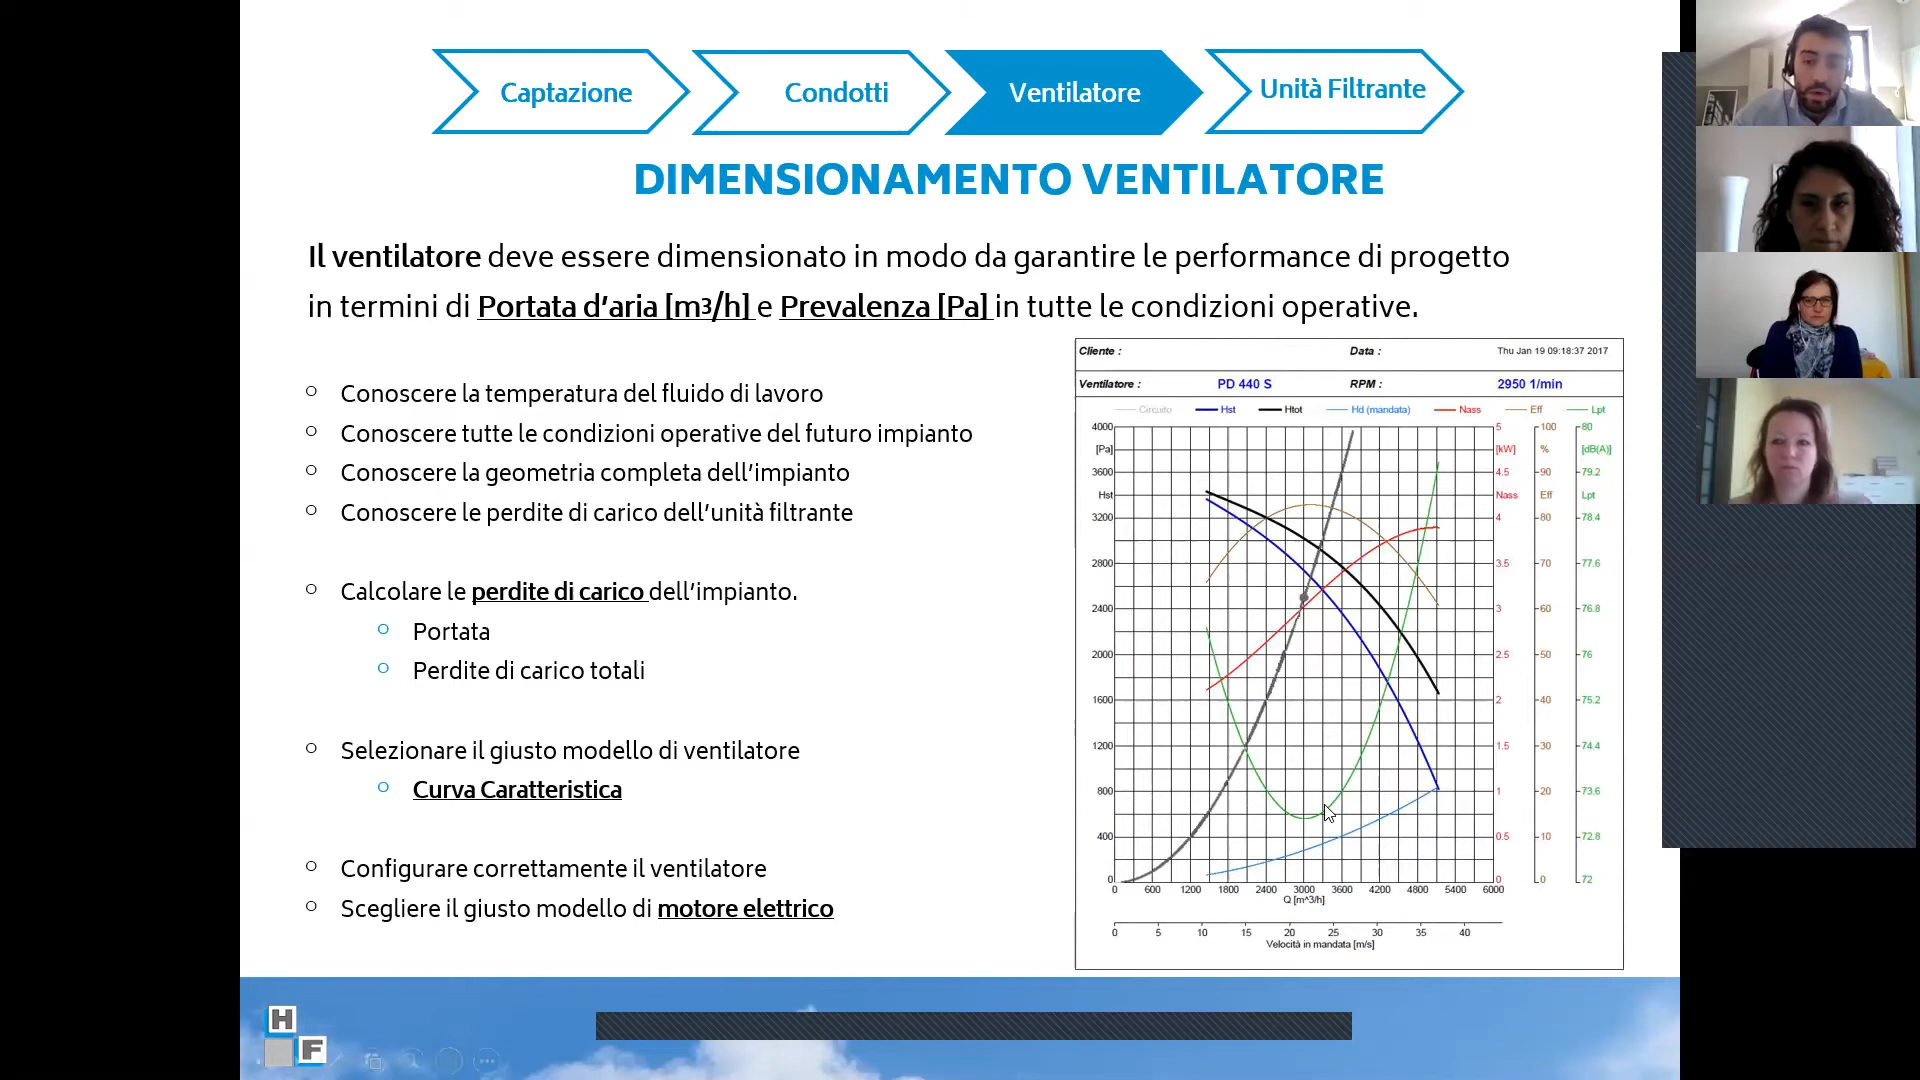 Captazione
Condotti
Ventilatore
Unità Filtrante
DIMENSIONAMENTO VENTILATORE
Il ventilatore deve essere dimensionato in modo da garantire le performance di progetto
in termini di Portata d’aria [m3/h] e Prevalenza [Pa] in tutte le condizioni operative.
Conoscere la temperatura del fluido di lavoro
Conoscere tutte le condizioni operative del futuro impianto
Conoscere la geometria completa dell’impianto
Conoscere le perdite di carico dell’unità filtrante
Calcolare le perdite di carico dell’impianto.
Portata
Perdite di carico totali
Selezionare il giusto modello di ventilatore
Curva Caratteristica
Configurare correttamente il ventilatore
Scegliere il giusto modello di motore elettrico
Cliente : Data : Thu Jan 19 09:18:37 2017
Ventilatore : PD 440 S RPM : 2950 1/min
Circuito Hst Htot Hd (mandata) Nass Eff Lpt
4000 5 100 80
[Pa] [kW] % [dB(A)]
3600 4.5 90 79.2
Hst Nass Eff Lpt
3200 4 80 78.4
2800 3.5 70 77.6
2400 3 60 76.8
2000 2.5 50 76
1600 2 40 75.2
1200 1.5 30 74.4
800 1 20 73.6
400 0.5 10 72.8
0 0 0 72
0 600 1200 1800 2400 3000 3600 4200 4800 5400 6000
Q [m^3/h]
0 5 10 15 20 25 30 35 40
Velocità in mandata [m/s]
H
F